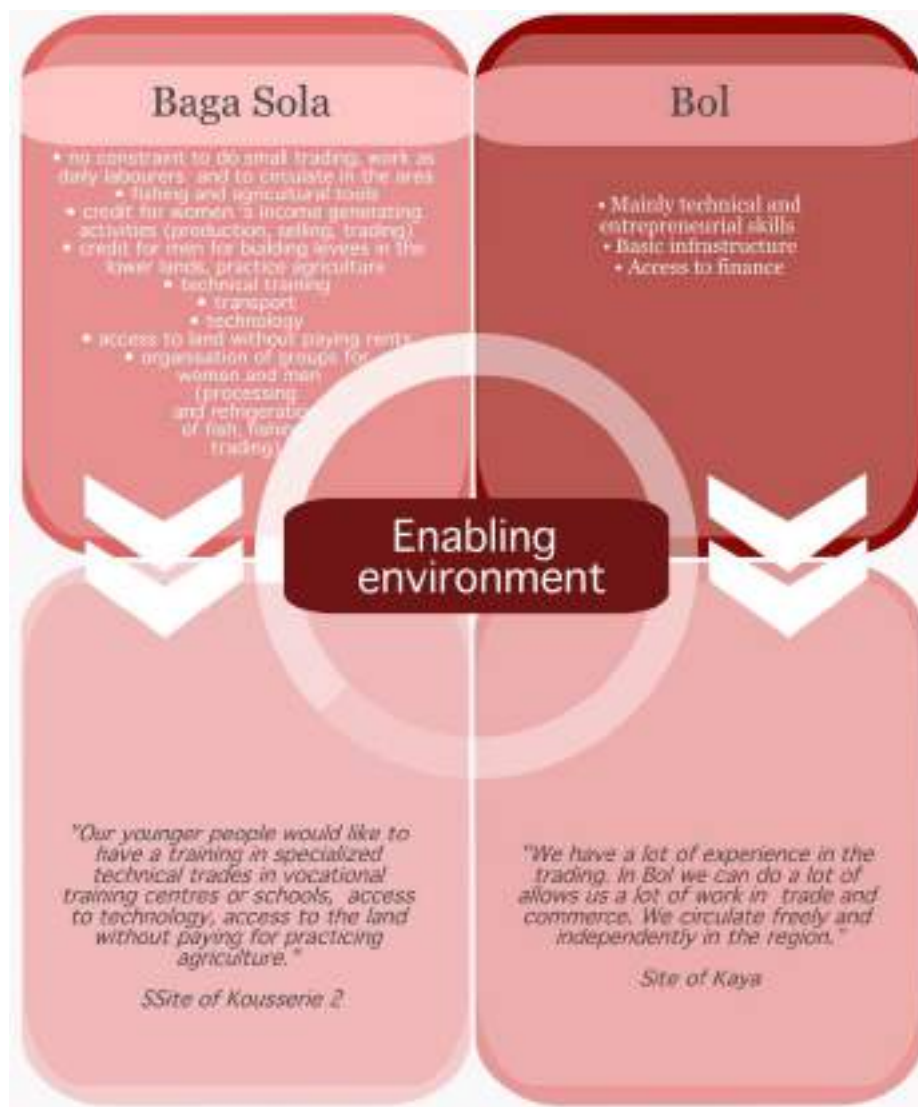 Baga Sola
• no constraint to do small trading, work as
daily labourers and to circulate in the area
• fishing and agricultural tools
• credit for women´s income generating
activities (production, selling, trading)
• credit for men for building levees in the
lower lands, practice agriculture
• technical training
• transport
• technology
• access to land without paying rents
• organisation of groups for
women and men
(processing
and refrigeration
of fish, fishing
trading)
Bol
• Mainly technical and
entrepreneurial skills
• Basic infrastructure
• Access to finance
Enabling
environment
"Our younger people would like to
have a training in specialized
technical trades in vocational
training centres or schools, access
to technology, access to the land
without paying for practicing
agriculture."
SSite of Kousserie 2
"We have a lot of experience in the
trading. In Bol we can do a lot of
allows us a lot of work in trade and
commerce. We circulate freely and
independently in the region."
Site of Kaya